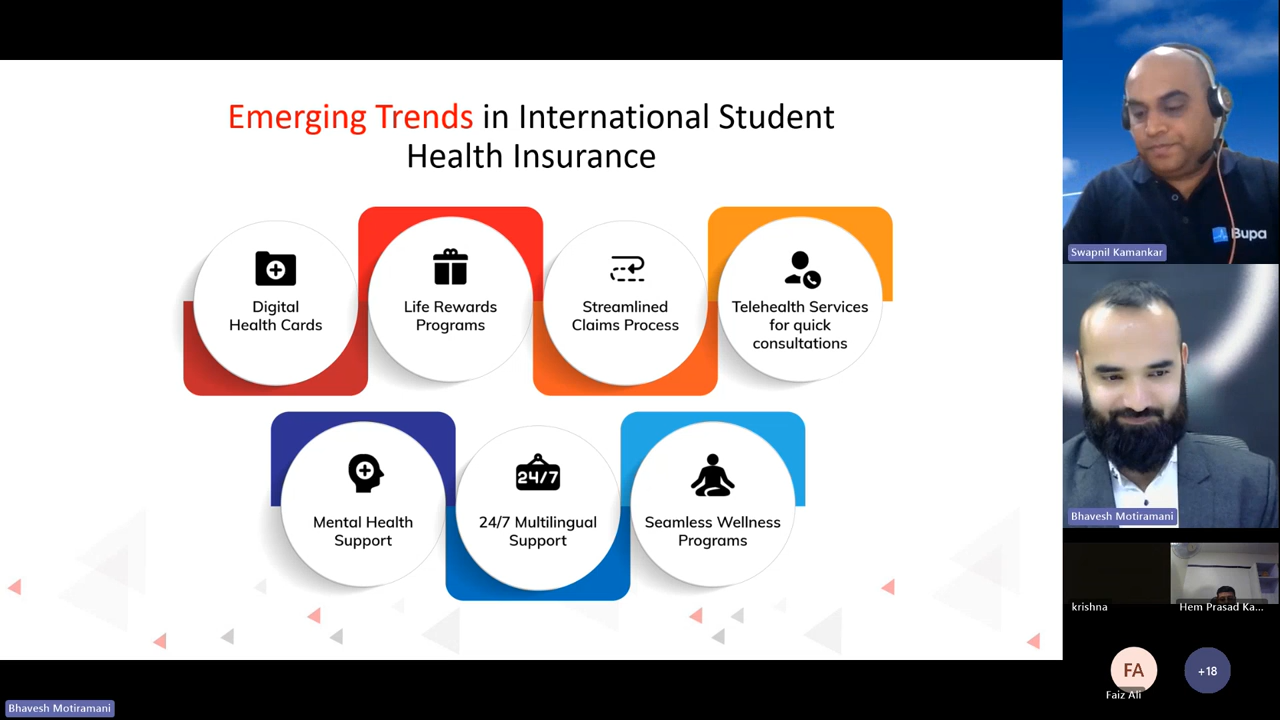 Emerging Trends in International Student
Health Insurance
Digital
Health Cards
Life Rewards
Programs
Streamlined
Claims Process
Telehealth Services
for quick
consultations
Mental Health
Support
24/7
24/7 Multilingual
Support
Seamless Wellness
Programs
Bupa
Swapnil Kamankar
Bhavesh Motiramani
krishna
Hem Prasad Ka...
FA
Faiz Ali
+18
Bhavesh Motiramani